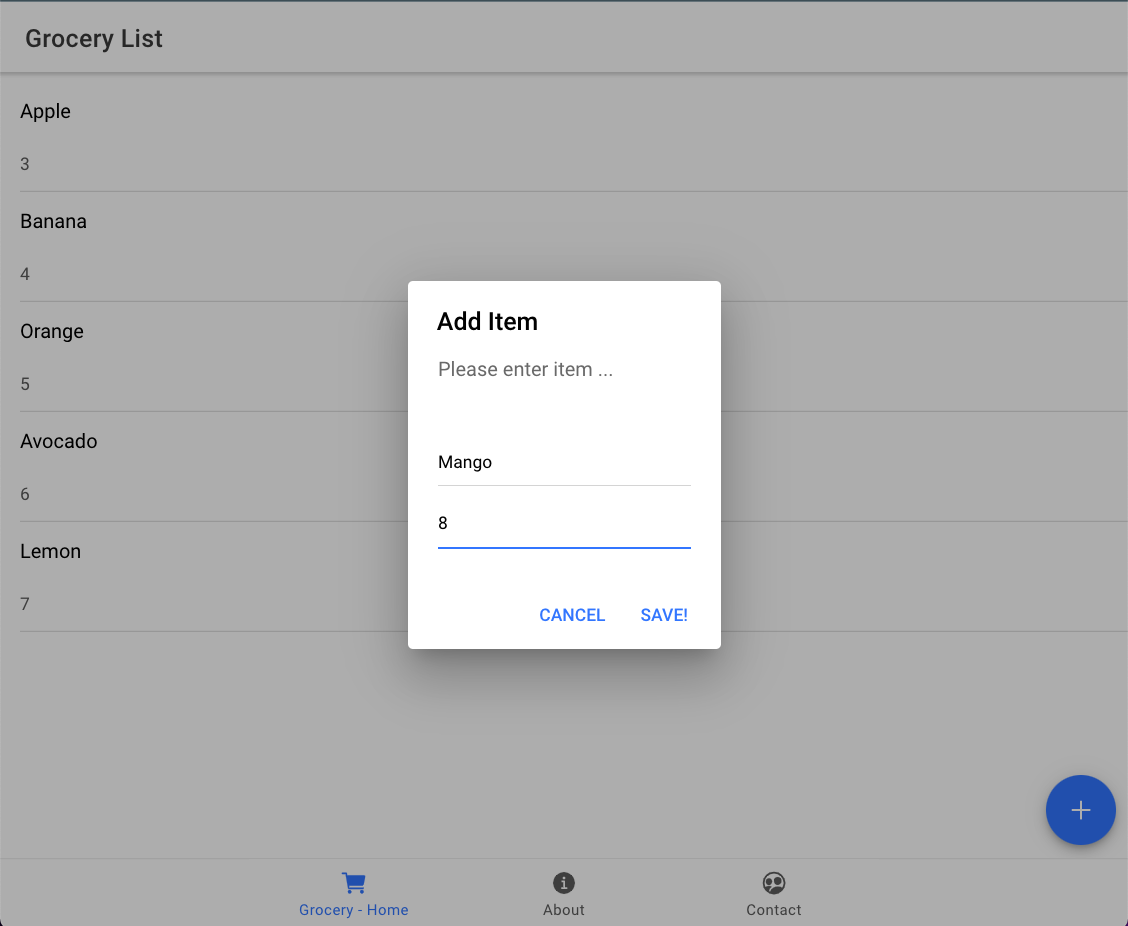 Grocery List
Apple
3
Banana
4
Orange
5
Avocado
6
Lemon
7
Add Item
Please enter item ...
Mango
8
CANCEL SAVE!
Grocery - Home About Contact